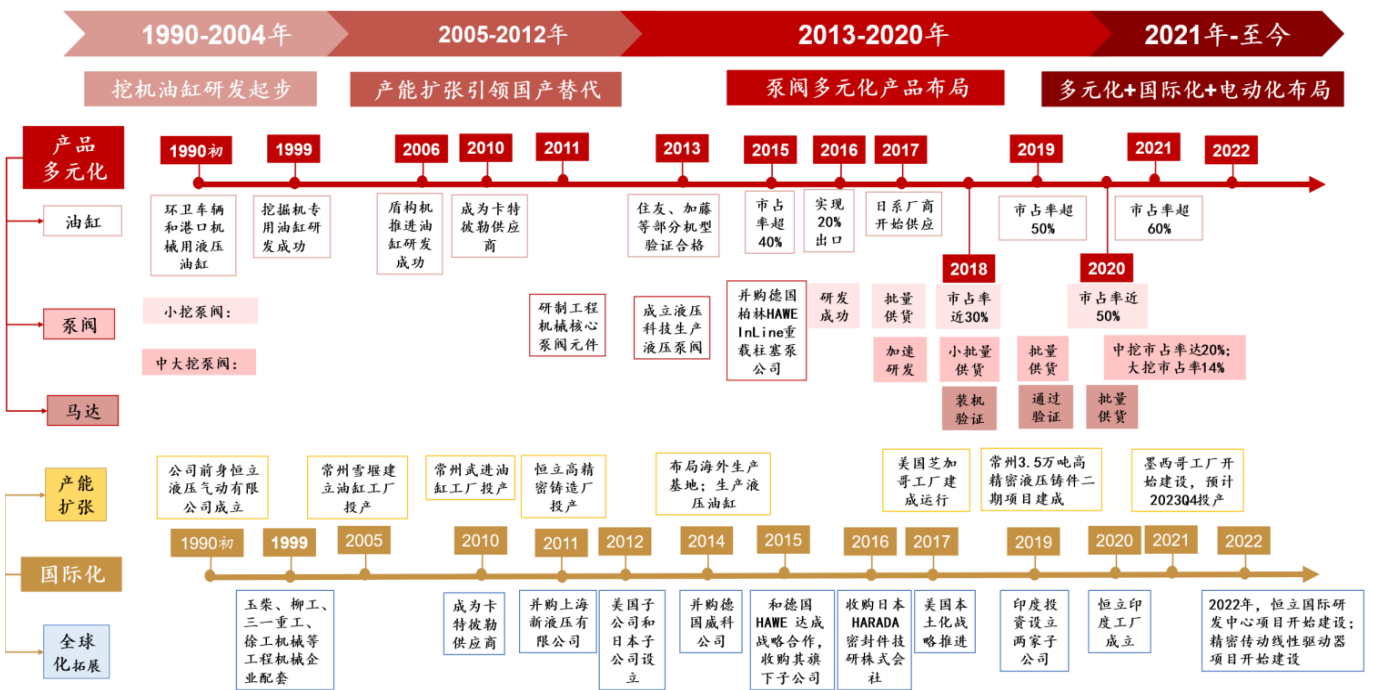 1990-2004年
2005-2012年
2013-2020年
2021年-至今
挖机油缸研发起步
产能扩张引领国产替代
泵阀多元化产品布局
多元化+国际化+电动化布局
产品
多元化
1990初
1999
2006
2010
2011
2013
2015
2016
2017
2019
2021
2022
油缸
环卫车辆
和港口机
械用液压
油缸
挖掘机专
用油缸研
发成功
盾构机
推进油
缸研发
成功
成为卡特
彼勒供应
商
住友、加藤
等部分机型
验证合格
市占
率超
40%
实现
20%
出口
日系厂商
开始供应
市占率超
50%
市占率超
60%
2018
2020
泵阀
小挖泵阀：
中大挖泵阀：
研制工程
机械核心
泵阀元件
成立液压
科技生产
液压泵阀
并购德国
柏林HAWE
InLine重
载柱塞泵
公司
研发
成功
批量
供货
市占率
近30%
市占率近
50%
加速
研发
小批量
供货
批量
供货
中挖市占率达20%；
大挖市占率14%
马达
装机
验证
通过
验证
批量
供货
产能
扩张
公司前身恒立
液压气动有限
公司成立
常州雪堰建
立油缸工厂
投产
常州武进油
缸工厂投产
恒立高精
密铸造厂
投产
布局海外生产
基地；生产液
压油缸
美国芝加
哥工厂建
成运行
常州3.5万吨高
精密液压铸件二
期项目建成
墨西哥工厂开
始建设，预计
2023Q4投产
1990初
1999
2005
2010
2011
2012
2014
2015
2016
2017
2019
2020
2021
2022
国际化
全球
化拓展
玉柴、柳工、
三一重工、
徐工机械等
工程机械企
业配套
成为卡
特彼勒
供应商
并购上海
新液压有
限公司
美国子
公司和
日本子
公司设
立
并购德
国威科
公司
和德国
HAWE 达成
战略合作，
收购其旗
下子公司
收购日本
HARADA
密封件技
研株式会
社
美国本
土化战
略推进
印度投
资设立
两家子
公司
恒立印
度工厂
成立
2022年，恒立国际研
发中心项目开始建设；
精密传动线性驱动器
项目开始建设